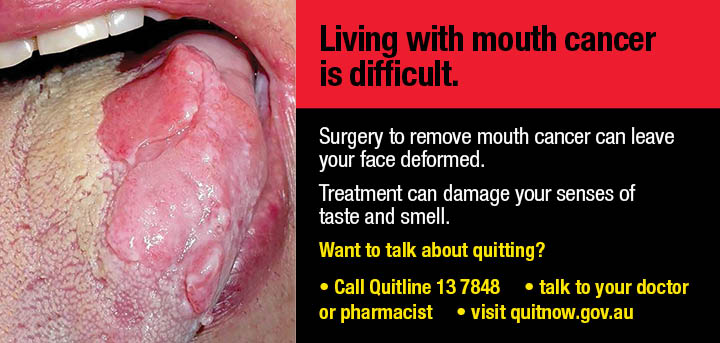 Living with mouth cancer
is difficult.
Surgery to remove mouth cancer can leave
your face deformed.
Treatment can damage your senses of
taste and smell.
Want to talk about quitting?
• Call Quitline 13 7848 • talk to your doctor
or pharmacist • visit quitnow.gov.au